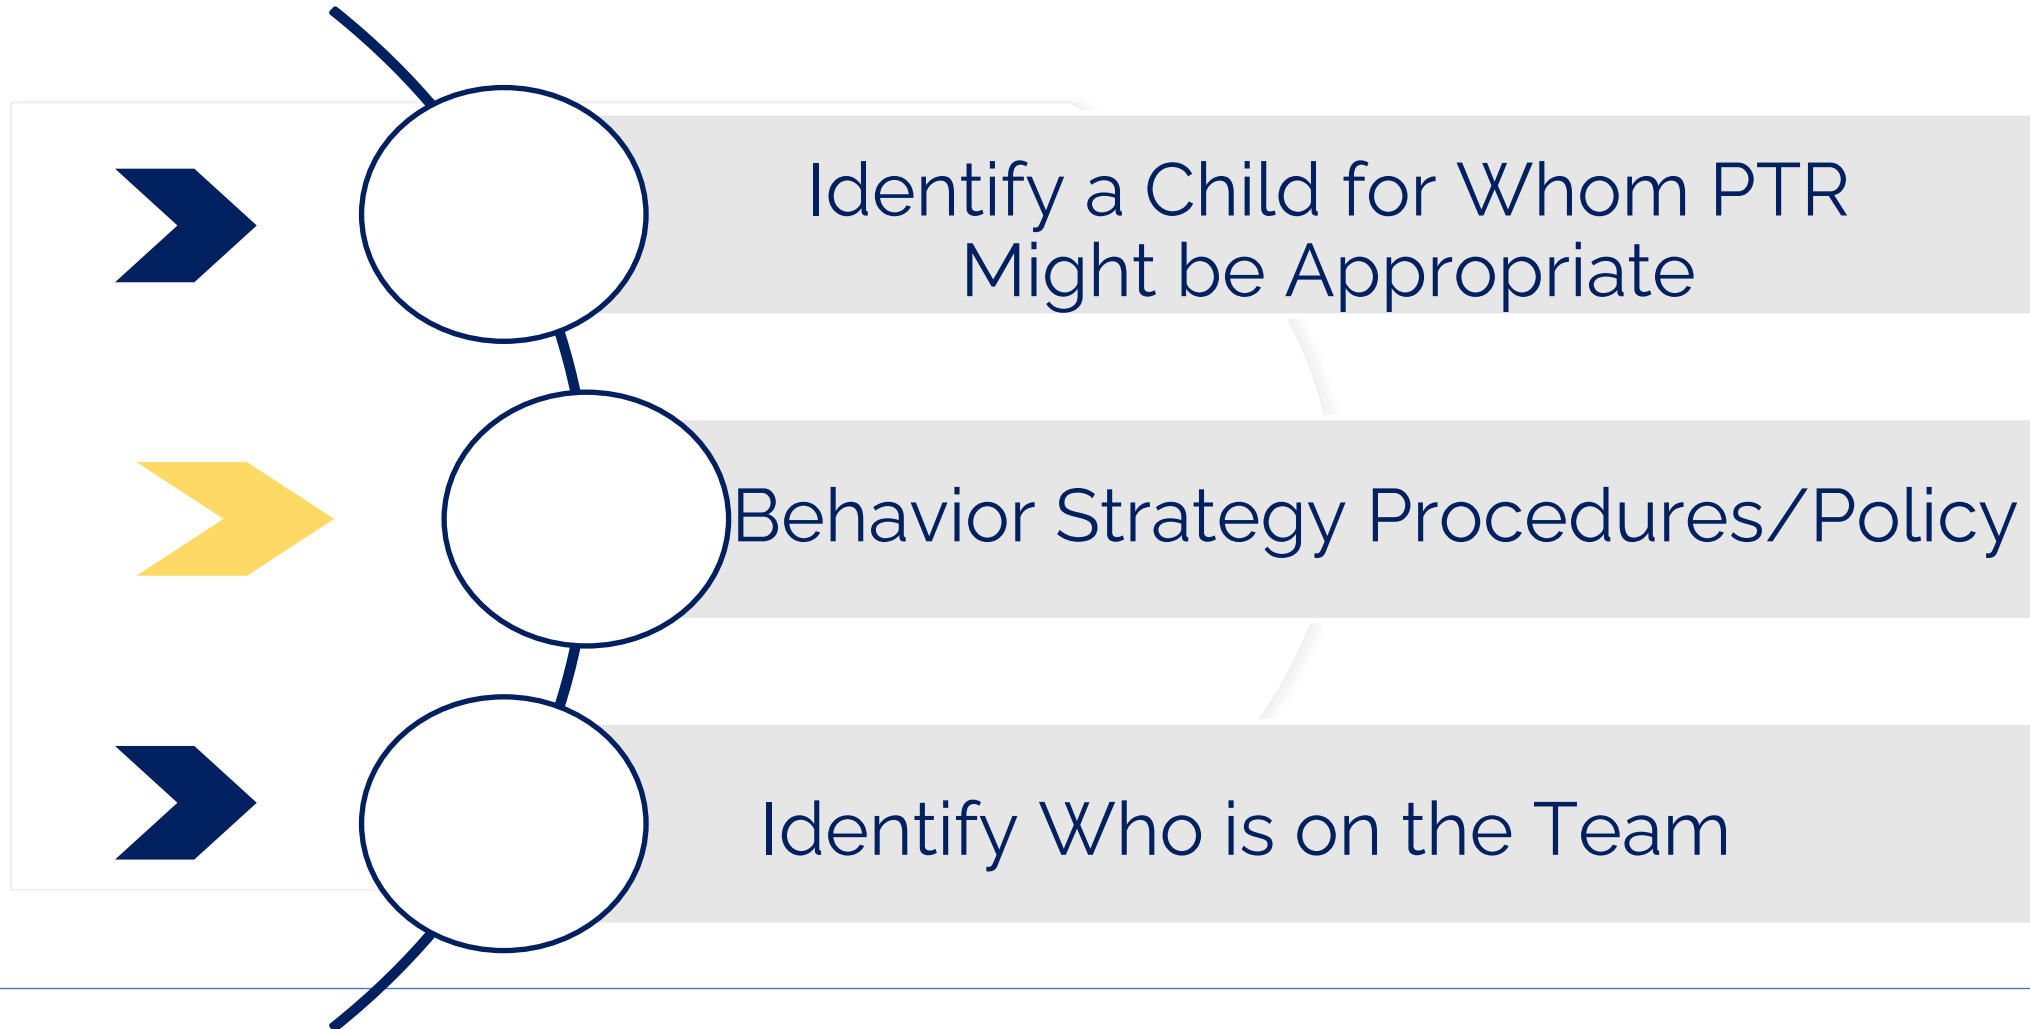 Identify a Child for Whom PTR
Might be Appropriate
Behavior Strategy Procedures/Policy
Identify Who is on the Team